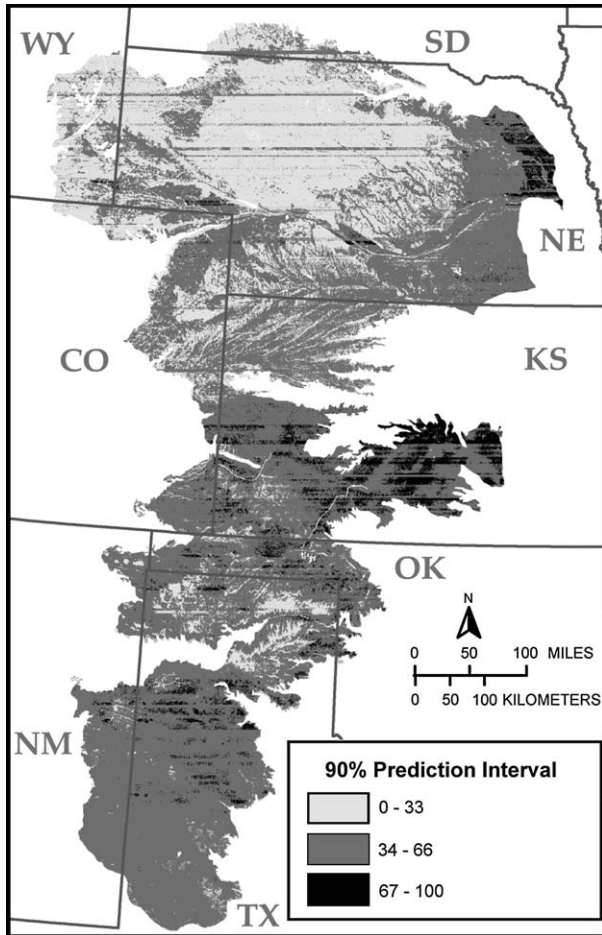 WY
SD
NE
CO
KS
OK
N
0 50 100 MILES
0 50 100 KILOMETERS
NM
90% Prediction Interval
0 - 33
34 - 66
67 - 100
TX